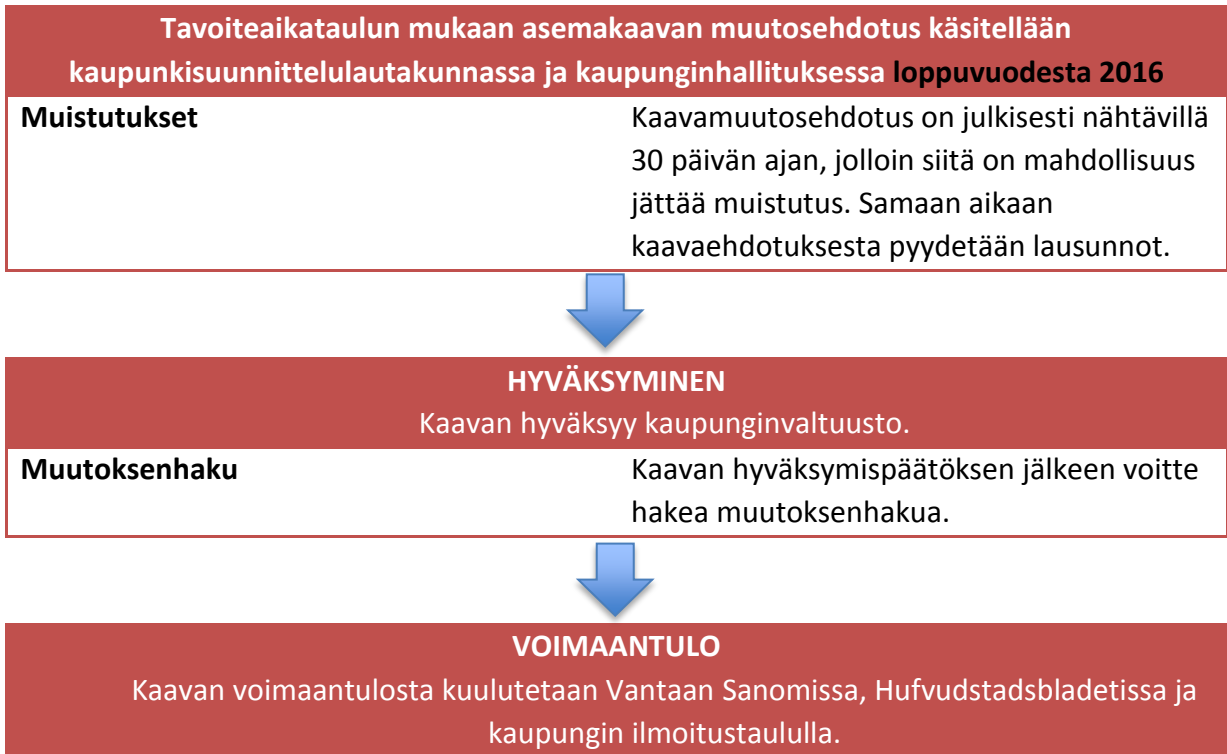 Tavoiteaikataulun mukaan asemakaavan muutosehdotus käsitellään
kaupunkisuunnittelulautakunnassa ja kaupunginhallituksessa loppuvuodesta 2016
Muistutukset
Kaavamuutosehdotus on julkisesti nähtävillä
30 päivän ajan, jolloin siitä on mahdollisuus
jättää muistutus. Samaan aikaan
kaavaehdotuksesta pyydetään lausunnot.
HYVÄKSYMINEN
Kaavan hyväksyy kaupunginvaltuusto.
Muutoksenhaku
Kaavan hyväksymispäätöksen jälkeen voitte
hakea muutoksenhakua.
VOIMAANTULO
Kaavan voimaantulosta kuulutetaan Vantaan Sanomissa, Hufvudstadsbladetissa ja
kaupungin ilmoitustaululla.